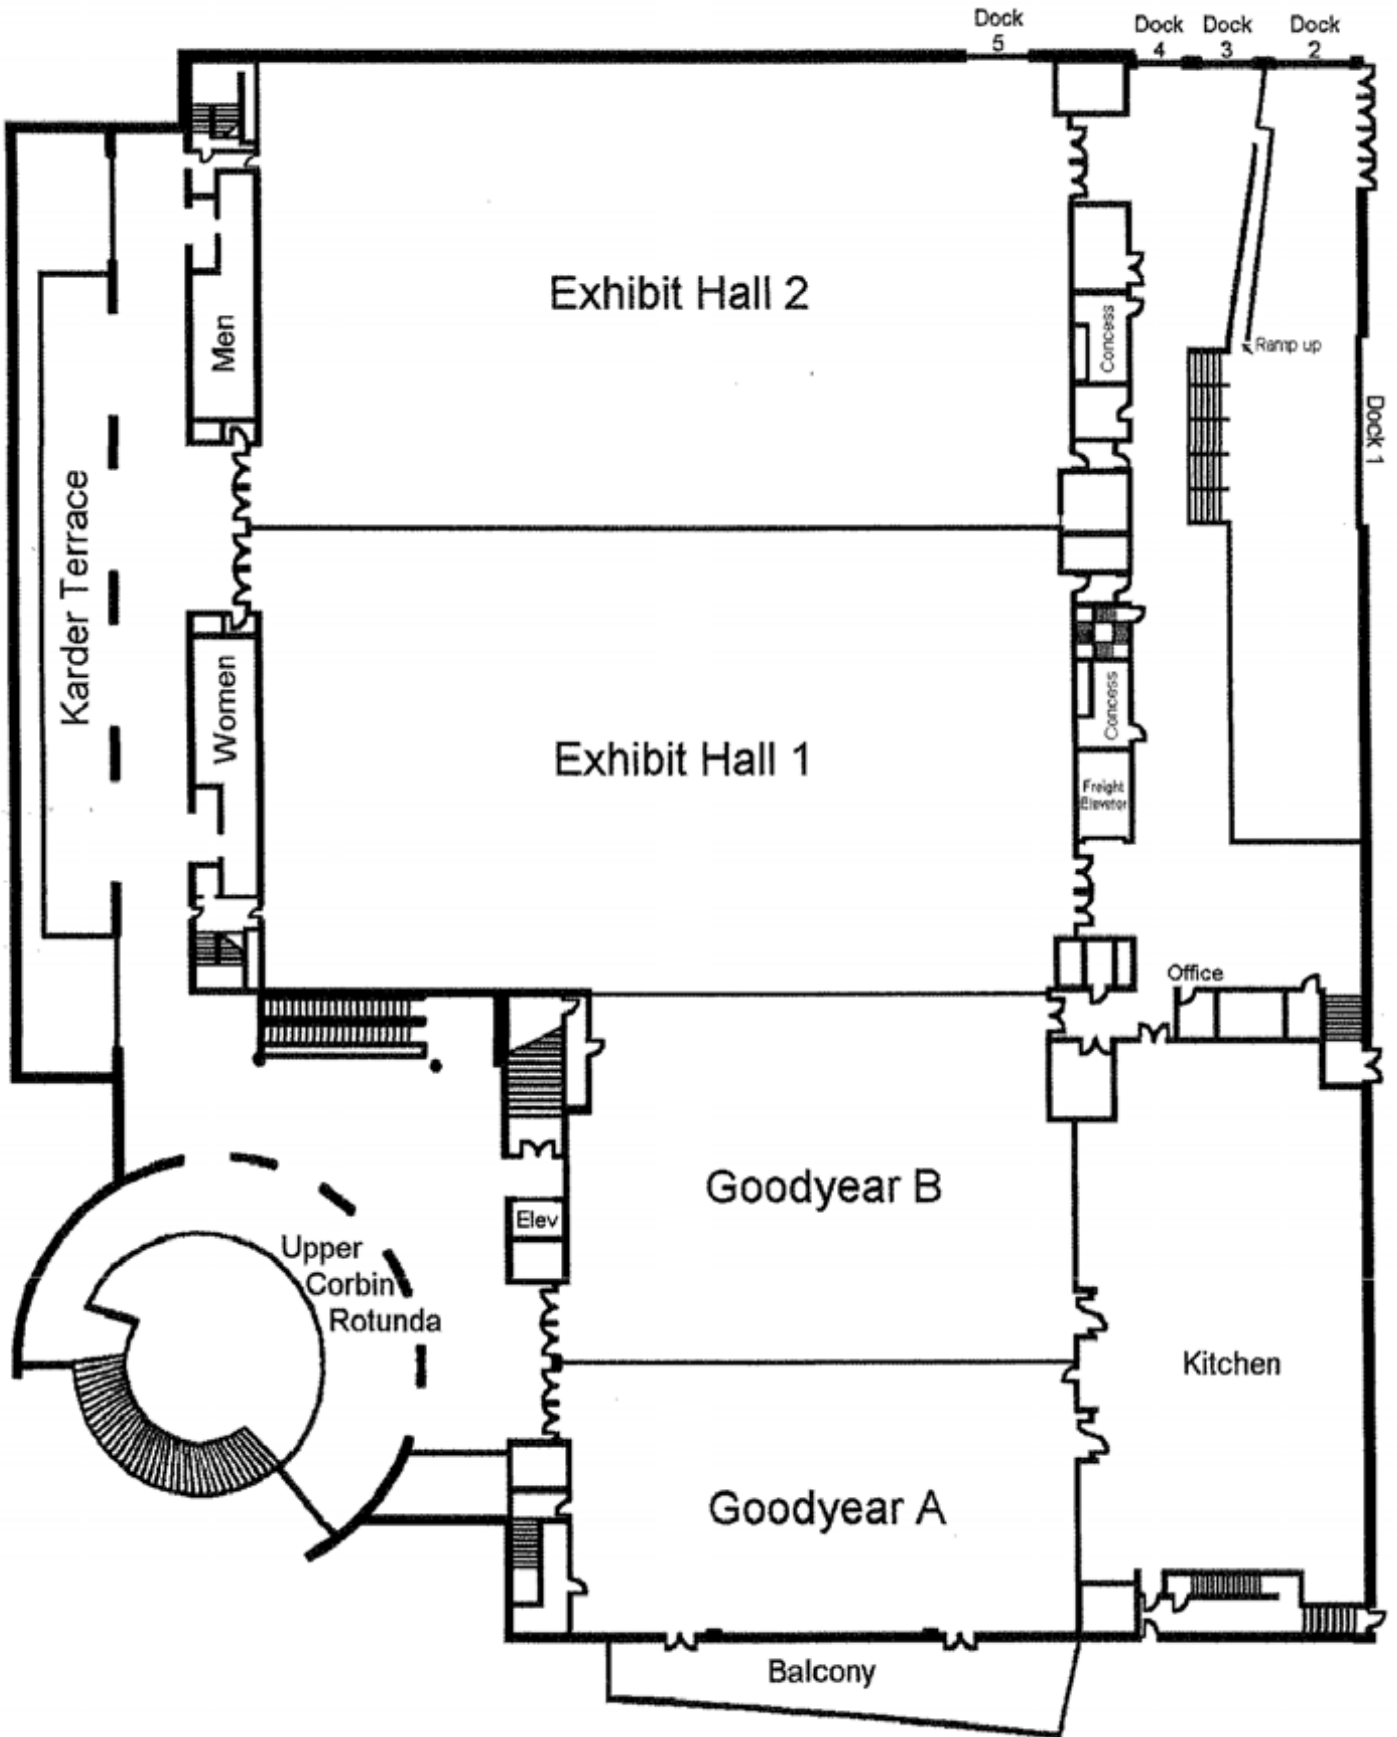 Dock
5
Dock
4
Dock
3
Dock
2
Exhibit Hall 2
Men
Concess
Ramp up
Dock 1
Karder Terrace
Women
Exhibit Hall 1
Concess
Freight
Elevator
Office
Goodyear B
Elev
Upper
Corbin
Rotunda
Kitchen
Goodyear A
Balcony